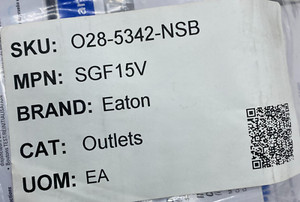 SKU: O28-5342-NSB
MPN: SGF15V
BRAND: Eaton
CAT: Outlets
UOM: EA